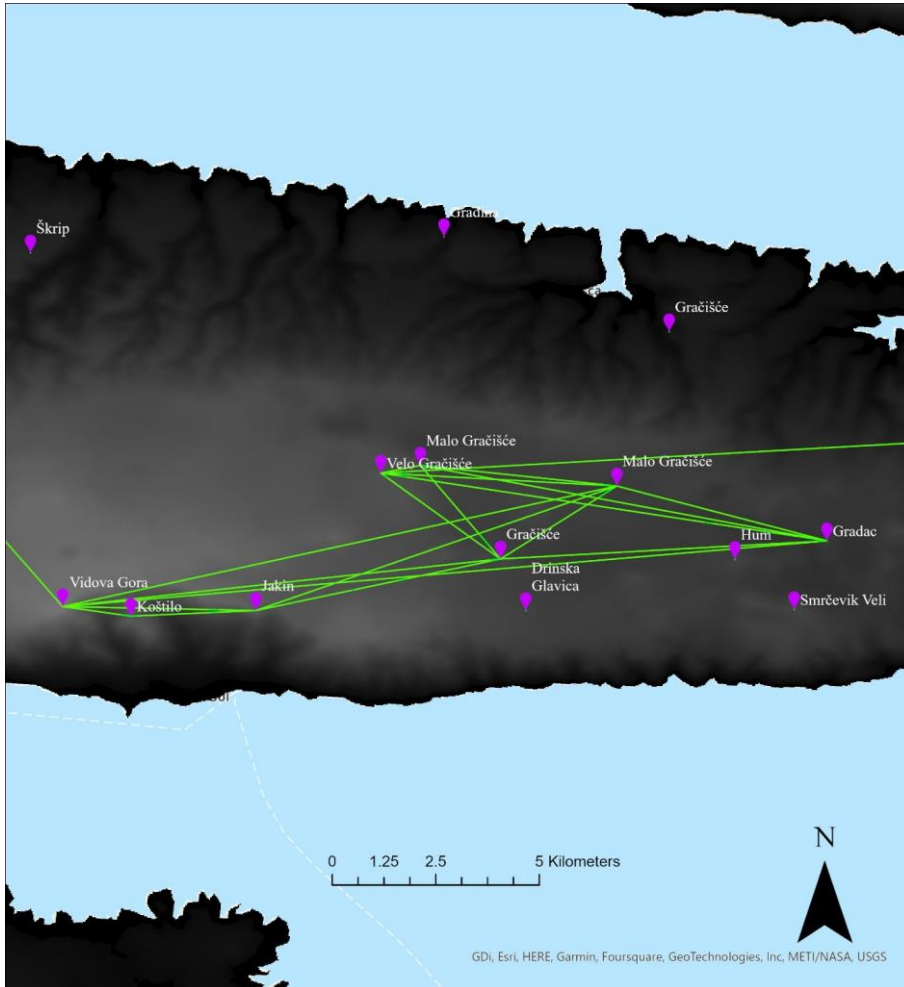 Gradina
Škrip
Gračišće
Malo Gračišće
Velo Gračišće
Malo Gračišće
Gračišće
Hum
Gradac
Drinska
Glavica
Vidova Gora
Jakin
Koštilo
Smrčevik Veli
N
0 1.25 2.5 5 Kilometers
GDi, Esri, HERE, Garmin, Foursquare, GeoTechnologies, Inc, METI/NASA, USGS